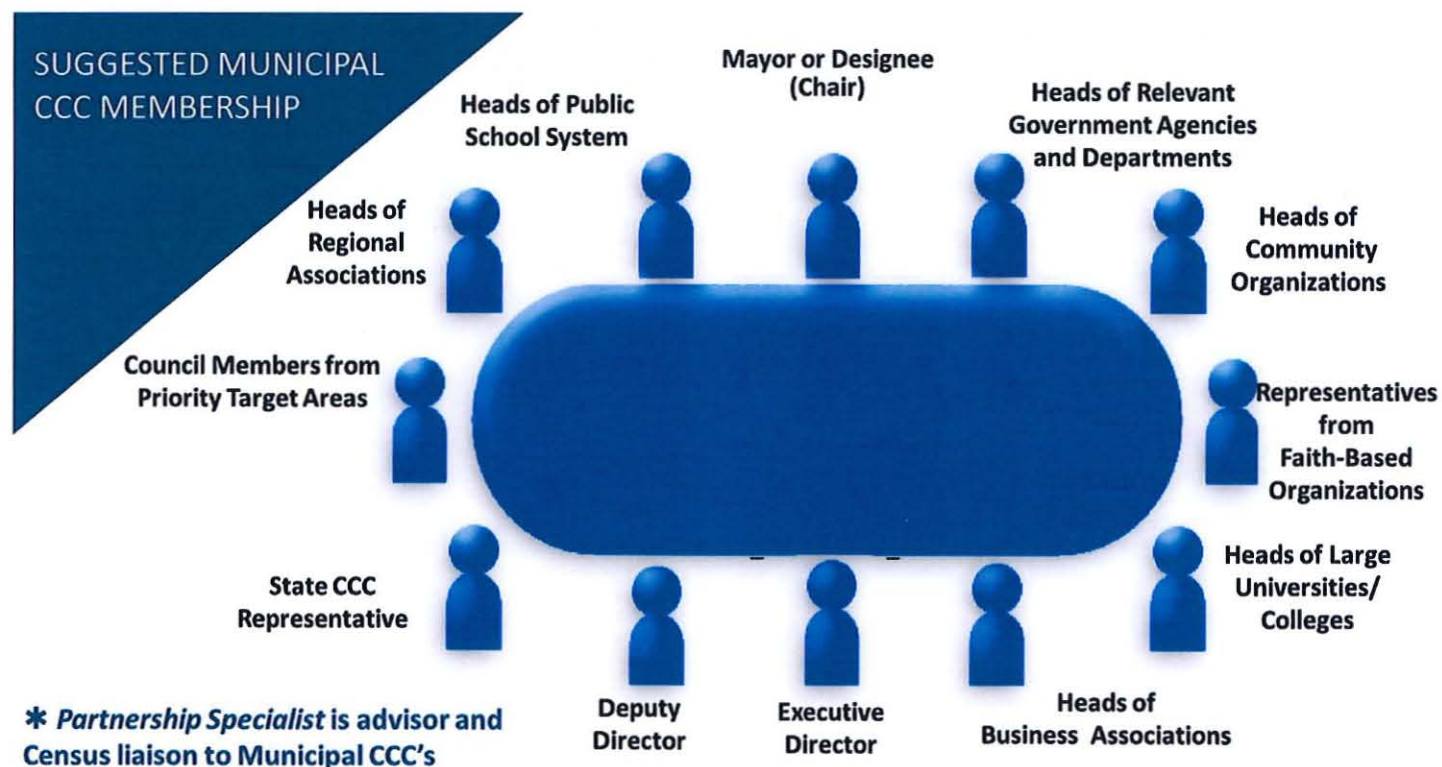 SUGGESTED MUNICIPAL
CCC MEMBERSHIP
Mayor or Designee
(Chair)
Heads of Public
School System
Heads of Relevant
Government Agencies
and Departments
Heads of
Regional
Associations
Heads of
Community
Organizations
Council Members from
Priority Target Areas
Representatives
from
Faith-Based
Organizations
State CCC
Representative
Heads of Large
Universities/
Colleges
Deputy
Director
Executive
Director
Heads of
Business Associations
* Partnership Specialist is advisor and
Census liaison to Municipal CCC's